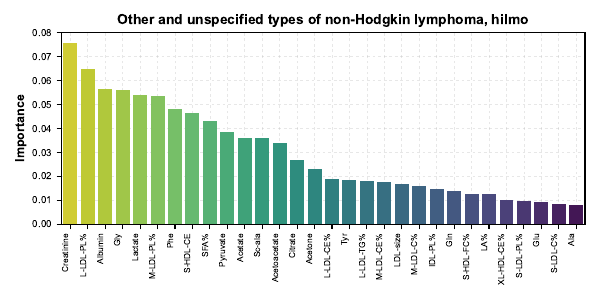 Other and unspecified types of non-Hodgkin lymphoma, hilmo
Importance
0.08
0.07
0.06
0.05
0.04
0.03
0.02
0.01
0.00
Creatinine
L-LDL-PL%
Albumin
Gly
Lactate
M-LDL-PL%
Phe
S-HDL-CE
SFA%
Pyruvate
Acetate
Sc-ala
Acetoacetate
Citrate
Acetone
L-LDL-CE%
Tyr
L-LDL-TG%
M-LDL-CE%
LDL-size
M-LDL-C%
IDL-PL%
Gln
S-HDL-FC%
LA%
XL-HDL-CE%
S-LDL-PL%
Glu
S-LDL-C%
Ala